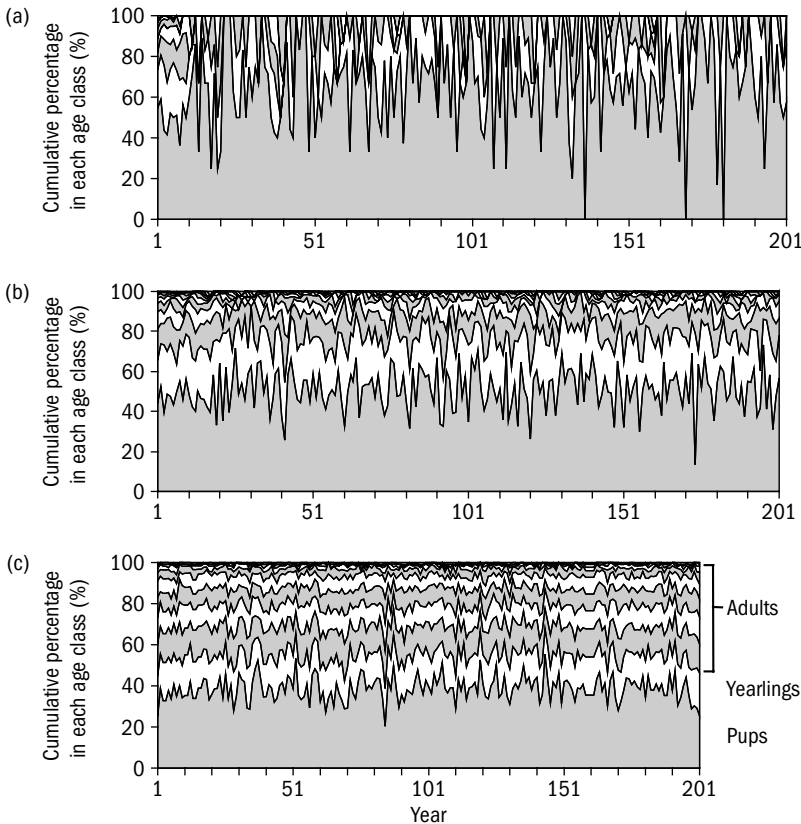 (a)
Cumulative percentage
in each age class (%)
100
80
60
40
20
0
1 51 101 151 201
(b)
Cumulative percentage
in each age class (%)
100
80
60
40
20
0
1 51 101 151 201
(c)
Cumulative percentage
in each age class (%)
100
80
60
40
20
0
Adults
Yearlings
Pups
1 51 101 151 201
Year